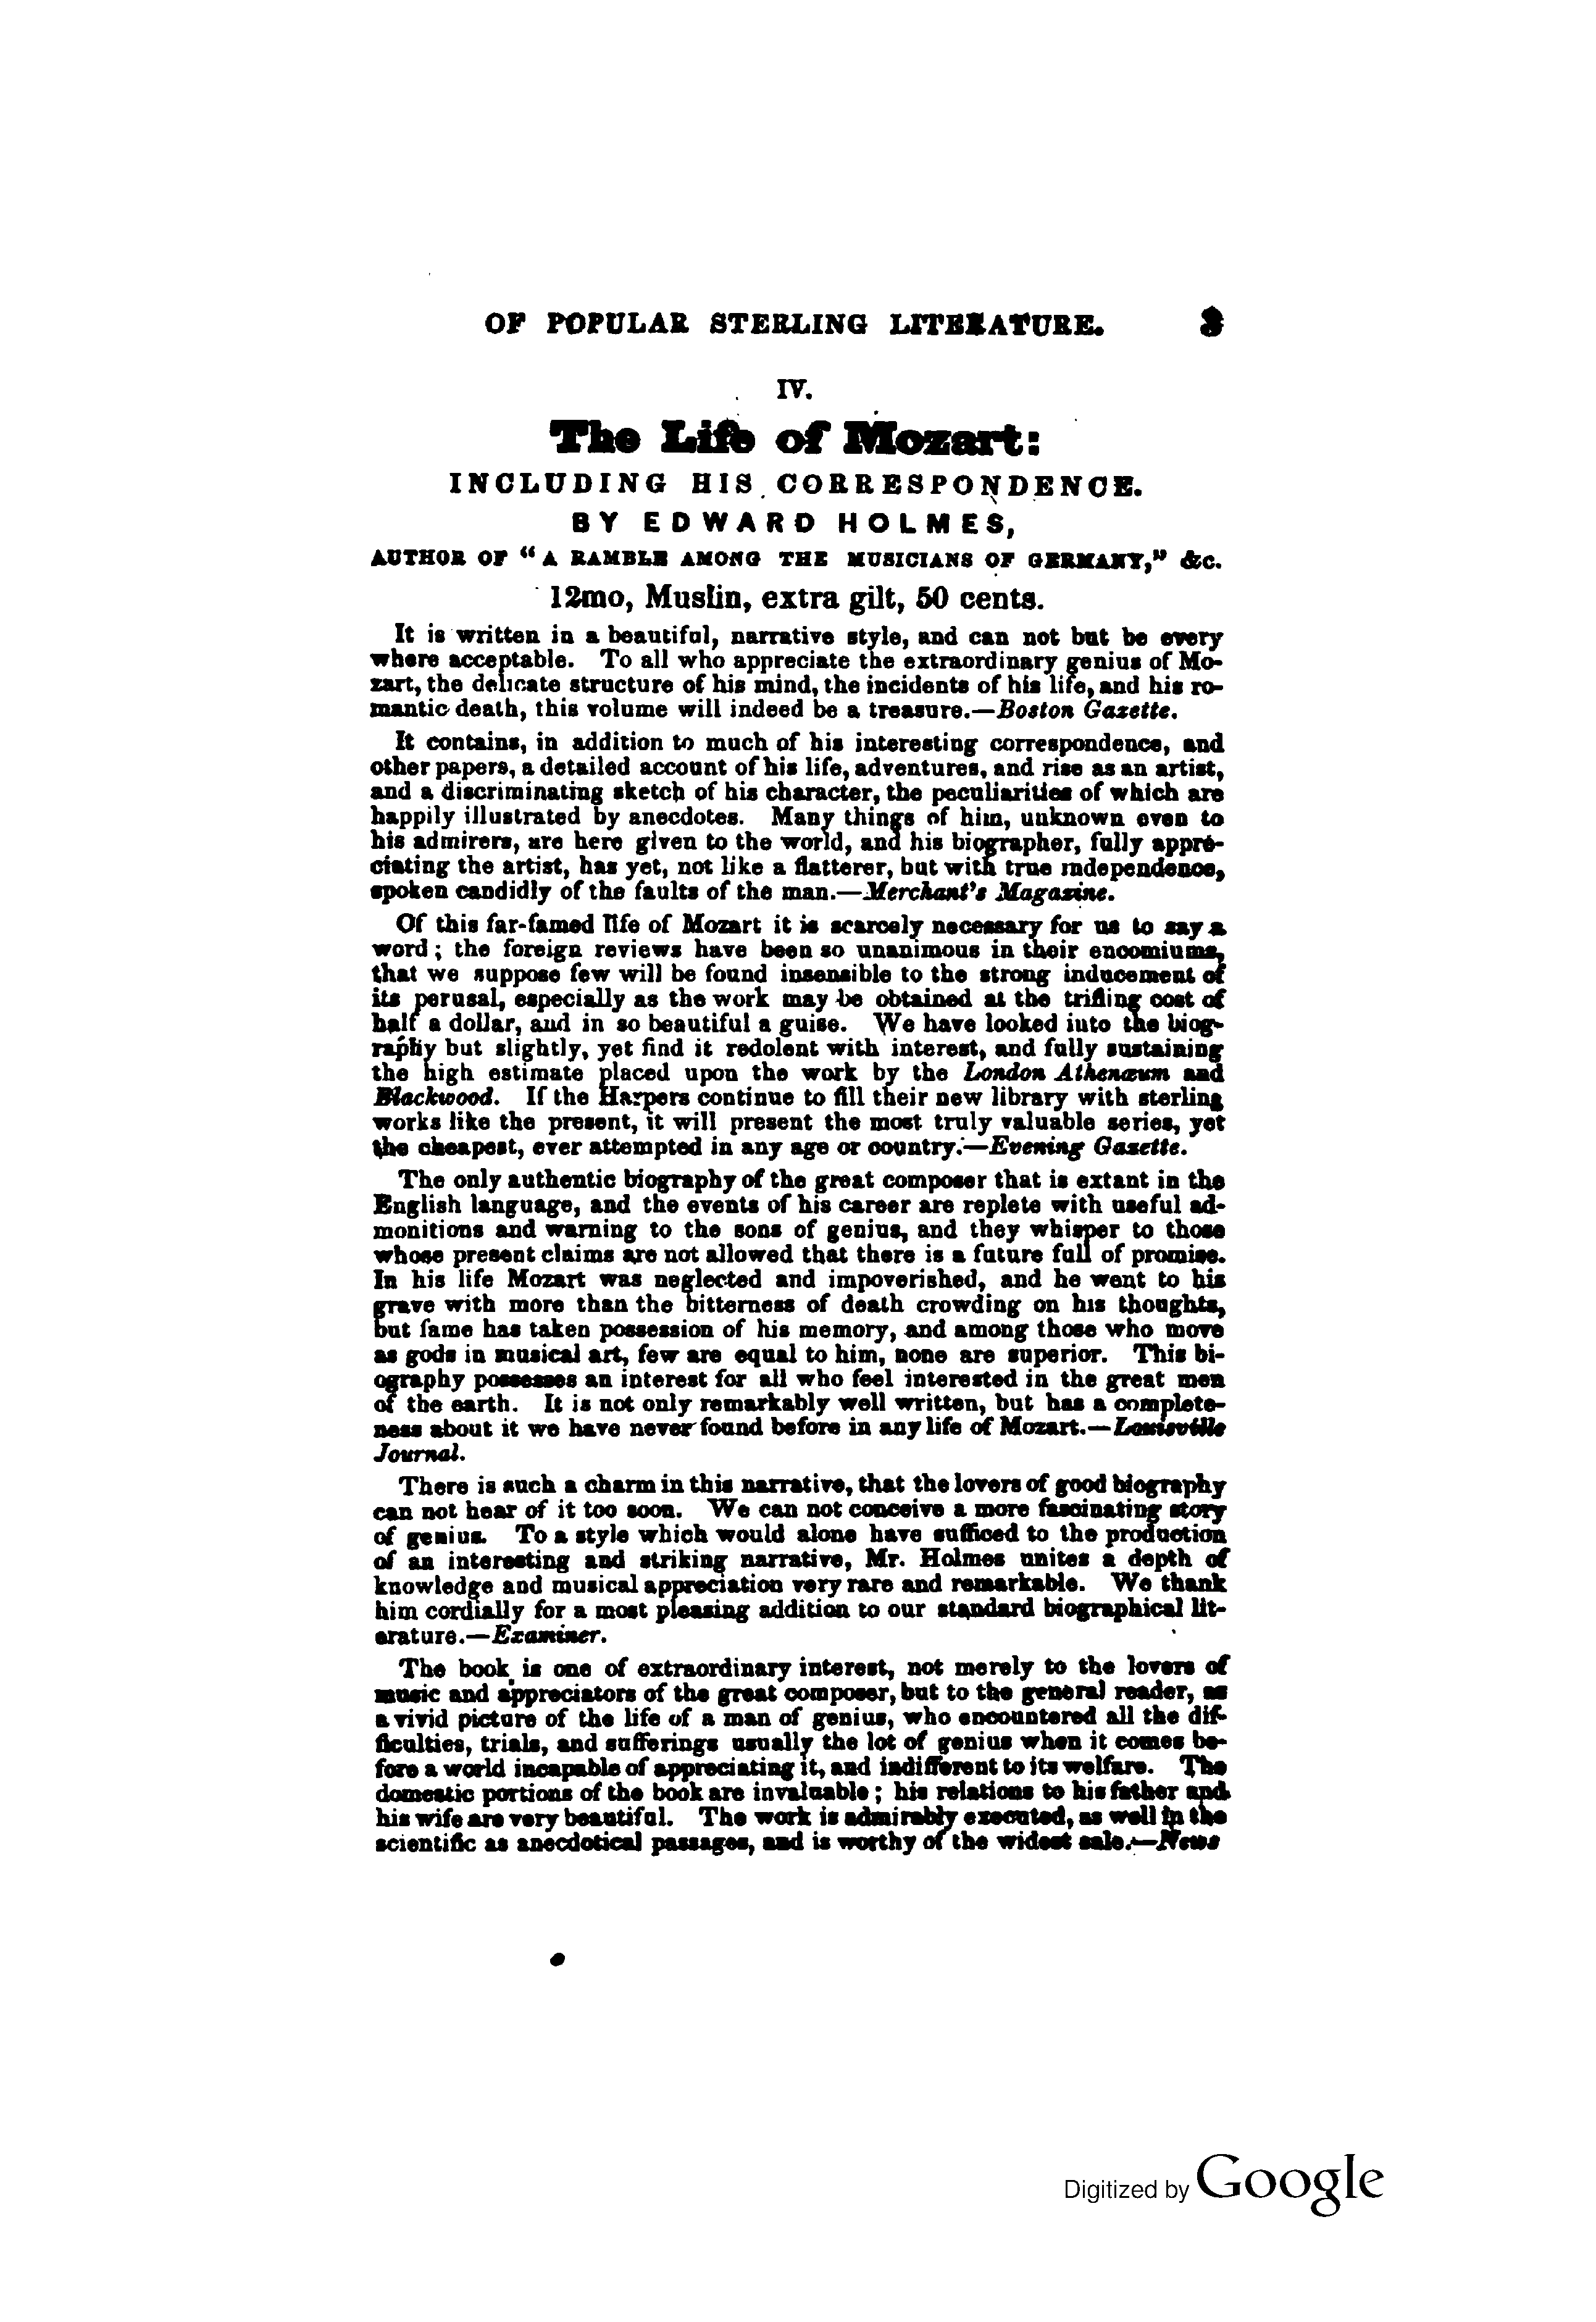 OF POPULAR STERLING LITERATURE. 3
IV.
The Life of Mozart:
INCLUDING HIS CORRESPONDENCE.
BY EDWARD HOLMES,
AUTHOR OF "A RAMBLE AMONG THE MUSICIANS OF GERMANY," &c.
12mo, Muslin, extra gilt, 50 cents.
It is written in a beautiful, narrative style, and can not but be every
where acceptable. To all who appreciate the extraordinary genius of Mo-
zart, the delicate structure of his mind, the incidents of his life, and his ro-
mantic death, this volume will indeed be a treasure.—Boston Gazette.
It contains, in addition to much of his interesting correspondence, and
other papers, a detailed account of his life, adventures, and rise as an artist,
and a discriminating sketch of his character, the peculiarities of which are
happily illustrated by anecdotes. Many things of him, unknown even to
his admirers, are here given to the world, and his biographer, fully appre-
ciating the artist, has yet, not like a flatterer, but with true independence,
spoken candidly of the faults of the man.—Merchant's Magazine.
Of this far-famed life of Mozart it is scarcely necessary for us to say a
word; the foreign reviews have been so unanimous in their encomiums,
that we suppose few will be found insensible to the strong inducement of
its perusal, especially as the work may be obtained at the trifling cost of
half a dollar, and in so beautiful a guise. We have looked into the biog-
raphy but slightly, yet find it redolent with interest, and fully sustaining
the high estimate placed upon the work by the London Athenæum and
Blackwood. If the Harpers continue to fill their new library with sterling
works like the present, it will present the most truly valuable series, yet
the cheapest, ever attempted in any age or country.—Evening Gazette.
The only authentic biography of the great composer that is extant in the
English language, and the events of his career are replete with useful ad-
monitions and warning to the sons of genius, and they whisper to those
whose present claims are not allowed that there is a future full of promise.
In his life Mozart was neglected and impoverished, and he went to his
grave with more than the bitterness of death crowding on his thoughts,
but fame has taken possession of his memory, and among those who move
as gods in musical art, few are equal to him, none are superior. This bi-
ography possesses an interest for all who feel interested in the great men
of the earth. It is not only remarkably well written, but has a complete-
ness about it we have never found before in any life of Mozart.—Louisville
Journal.
There is such a charm in this narrative, that the lovers of good biography
can not hear of it too soon. We can not conceive a more fascinating story
of genius. To a style which would alone have sufficed to the production
of an interesting and striking narrative, Mr. Holmes unites a depth of
knowledge and musical appreciation very rare and remarkable. We thank
him cordially for a most pleasing addition to our standard biographical lit-
erature.—Examiner.
The book is one of extraordinary interest, not merely to the lovers of
music and appreciators of the great composer, but to the general reader, as
a vivid picture of the life of a man of genius, who encountered all the dif-
ficulties, trials, and sufferings usually the lot of genius when it comes be-
fore a world incapable of appreciating it, and indifferent to its welfare. The
domestic portions of the book are invaluable; his relations to his father and
his wife are very beautiful. The work is admirably executed, as well in the
scientific as anecdotical passages, and is worthy of the widest sale.—News
Digitized by Google